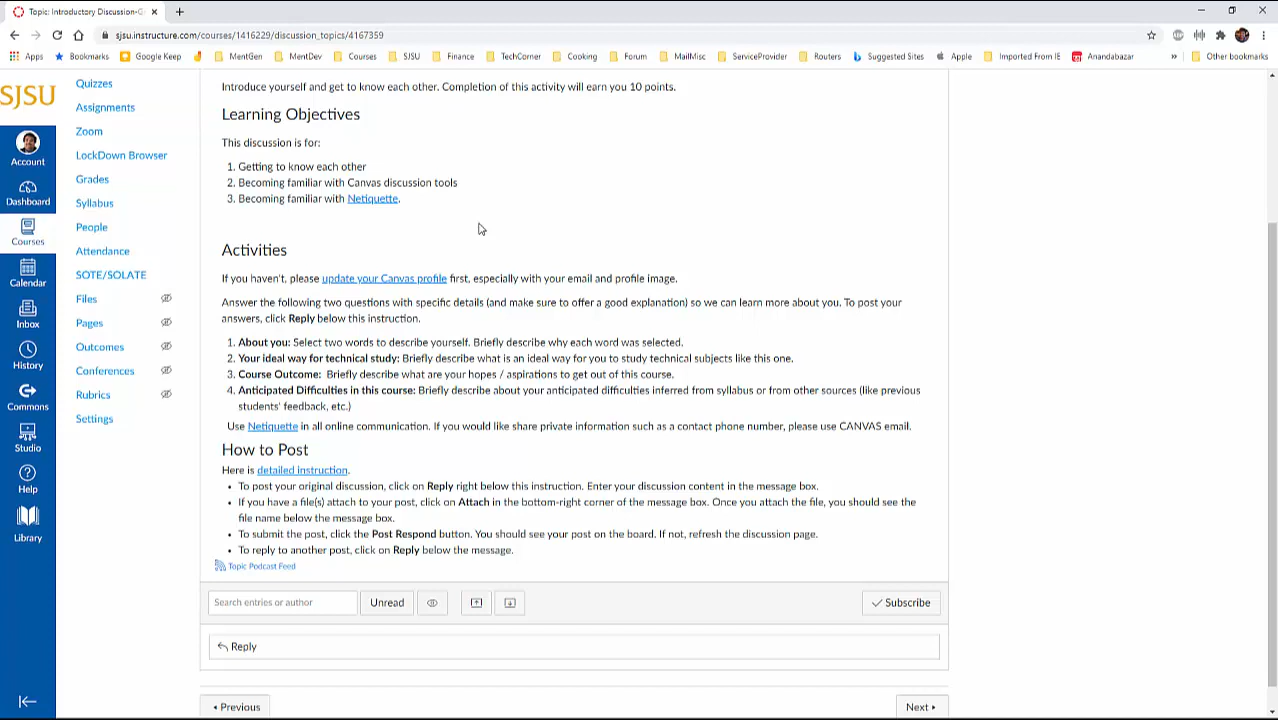 Topic: Introductory Discussion-G
sjsu.instructure.com/courses/1416229/discussion_topics/4167359
Apps Bookmarks Google Keep MentGen MentDev Courses SJSU Finance TechCorner Cooking Forum MailMisc ServiceProvider Routers Suggested Sites Apple Imported From IE Anandabazar » Other bookmarks
SJSU
Account
Dashboard
Courses
Calendar
Inbox
History
Commons
Studio
Help
Library
Quizzes
Assignments
Zoom
LockDown Browser
Grades
Syllabus
People
Attendance
SOTE/SOLATE
Files
Pages
Outcomes
Conferences
Rubrics
Settings
Introduce yourself and get to know each other. Completion of this activity will earn you 10 points.
Learning Objectives
This discussion is for:
1. Getting to know each other
2. Becoming familiar with Canvas discussion tools
3. Becoming familiar with Netiquette.
Activities
If you haven't, please update your Canvas profile first, especially with your email and profile image.
Answer the following two questions with specific details (and make sure to offer a good explanation) so we can learn more about you. To post your
answers, click Reply below this instruction.
1. About you: Select two words to describe yourself. Briefly describe why each word was selected.
2. Your ideal way for technical study: Briefly describe what is an ideal way for you to study technical subjects like this one.
3. Course Outcome: Briefly describe what are your hopes / aspirations to get out of this course.
4. Anticipated Difficulties in this course: Briefly describe about your anticipated difficulties inferred from syllabus or from other sources (like previous
students' feedback, etc.)
Use Netiquette in all online communication. If you would like share private information such as a contact phone number, please use CANVAS email.
How to Post
Here is detailed instruction.
• To post your original discussion, click on Reply right below this instruction. Enter your discussion content in the message box.
• If you have a file(s) attach to your post, click on Attach in the bottom-right corner of the message box. Once you attach the file, you should see the
file name below the message box.
• To submit the post, click the Post Respond button. You should see your post on the board. If not, refresh the discussion page.
• To reply to another post, click on Reply below the message.
Topic Podcast Feed
Search entries or author Unread Subscribe
Reply
Previous Next